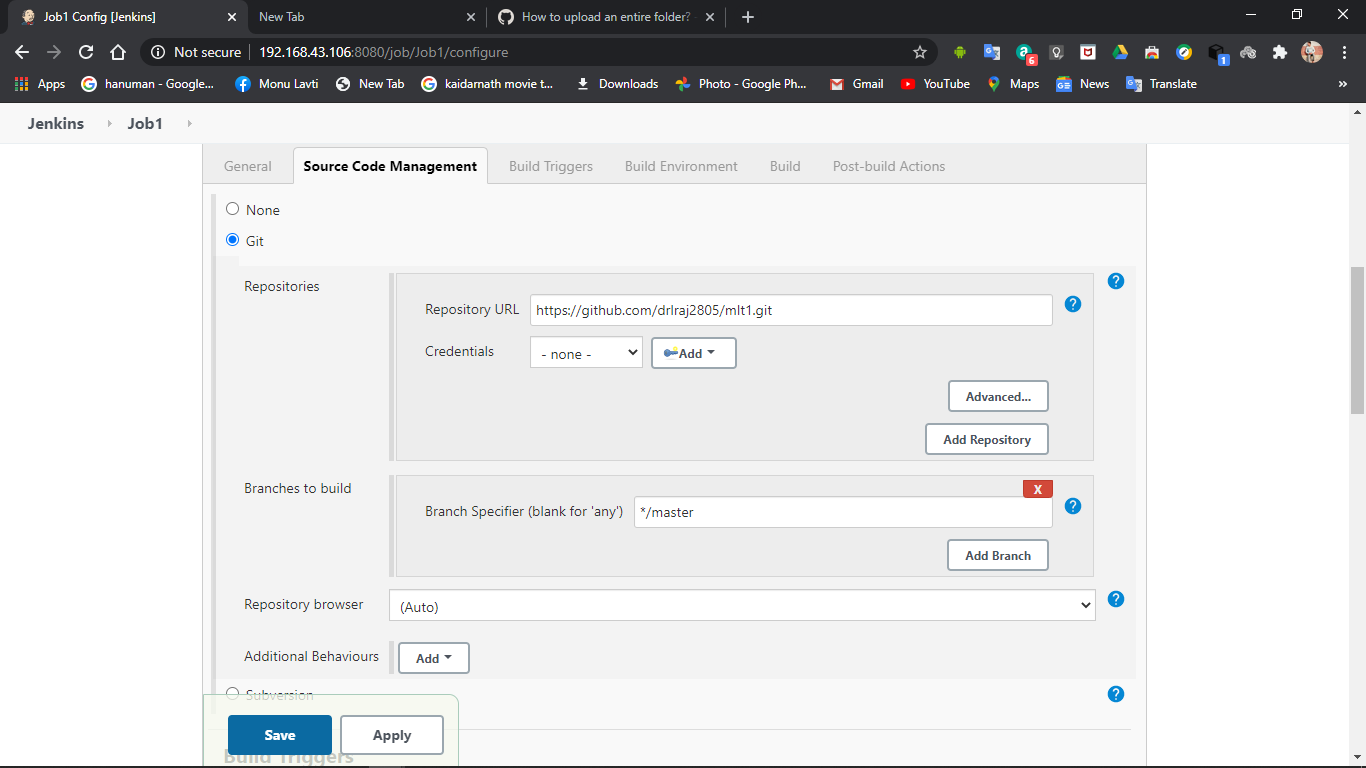 Job1 Config [Jenkins]
New Tab
How to upload an entire folder?
Not secure
192.168.43.106:8080/job/Job1/configure
6
1
Apps
hanuman - Google...
Monu Lavti
New Tab
kaidarnath movie t...
Downloads
Photo - Google Ph...
Gmail
YouTube
Maps
News
Translate
»
Jenkins
Job1
General
Source Code Management
Build Triggers
Build Environment
Build
Post-build Actions
None
Git
Repositories
?
Repository URL
https://github.com/drlraj2805/mlt1.git
?
Credentials
- none -
Add
Advanced...
Add Repository
Branches to build
X
Branch Specifier (blank for 'any')
*/master
?
Add Branch
Repository browser
(Auto)
?
Additional Behaviours
Add
Subversion
?
Save
Apply
Build Triggers